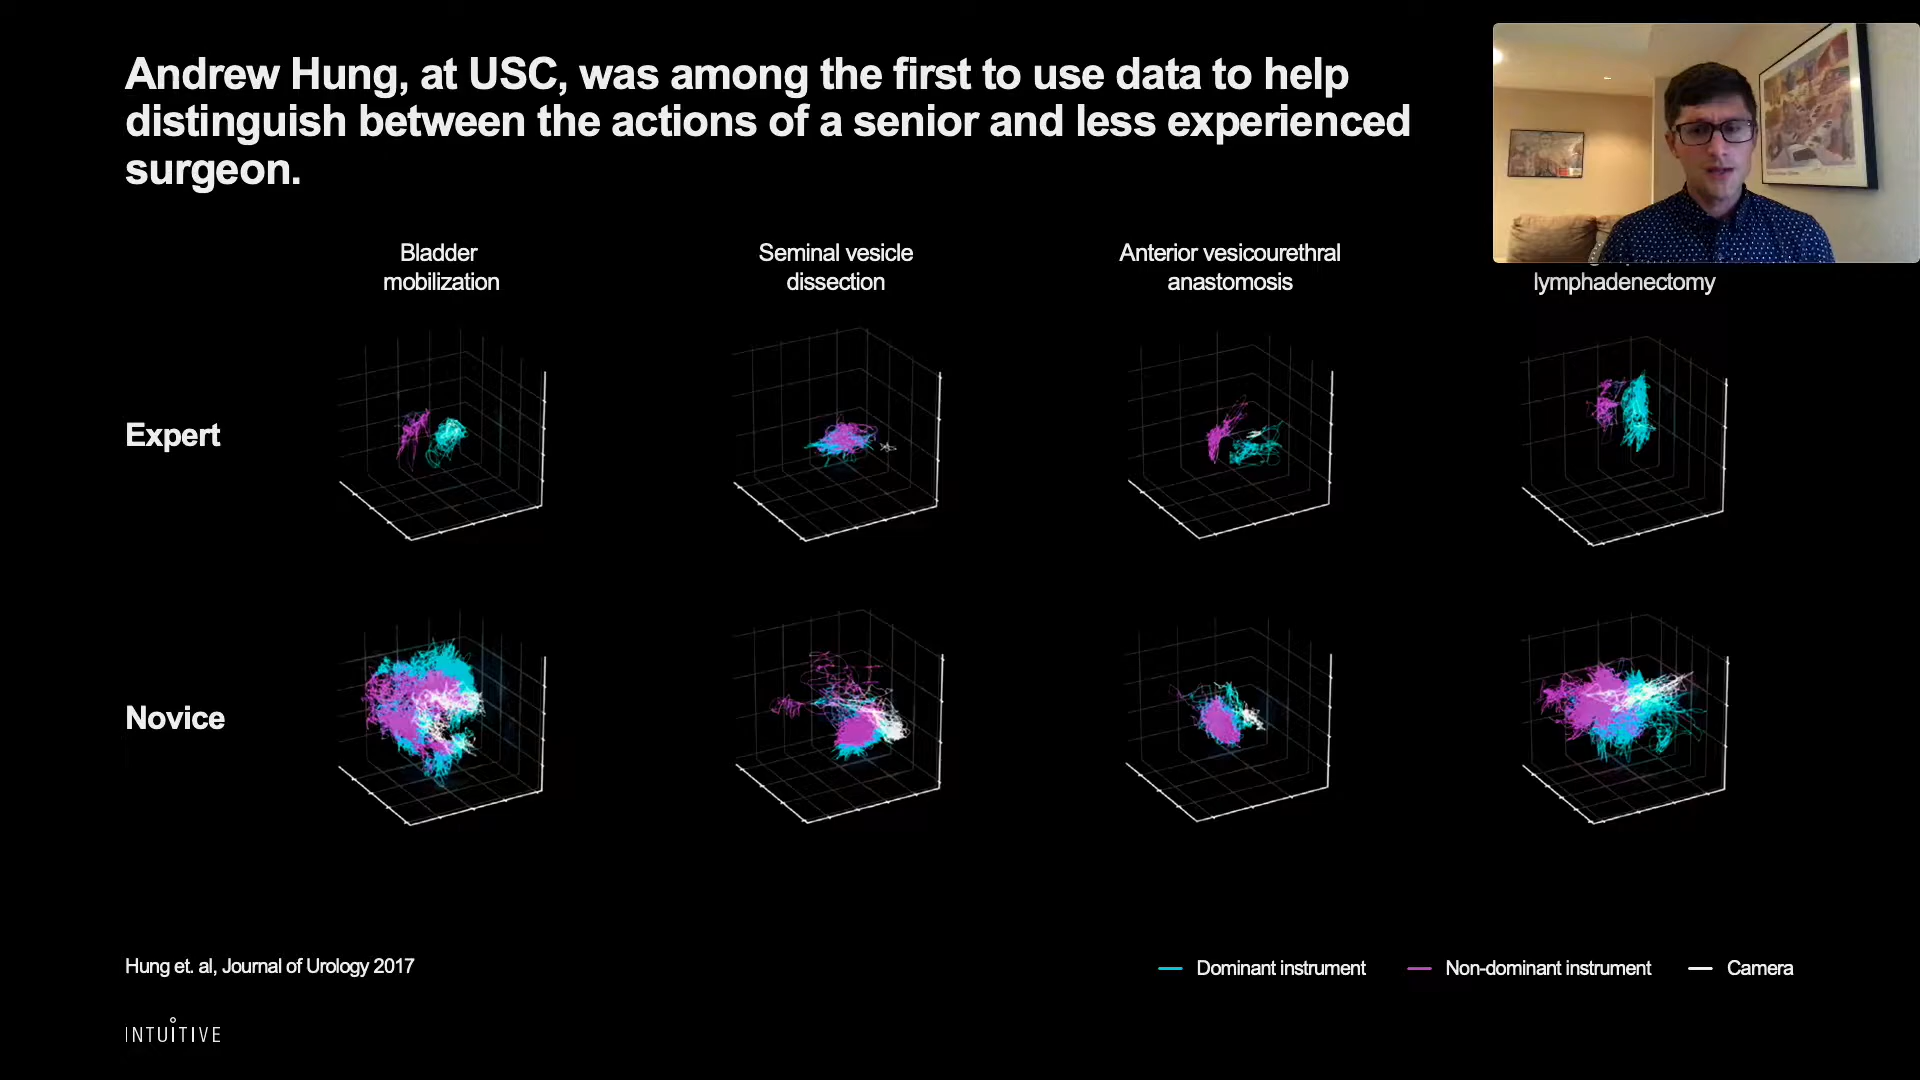 Andrew Hung, at USC, was among the first to use data to help
distinguish between the actions of a senior and less experienced
surgeon.
Bladder
mobilization
Seminal vesicle
dissection
Anterior vesicourethral
anastomosis
lymphadenectomy
Expert
Novice
Hung et. al, Journal of Urology 2017
Dominant instrument
Non-dominant instrument
Camera
INTUITIVE